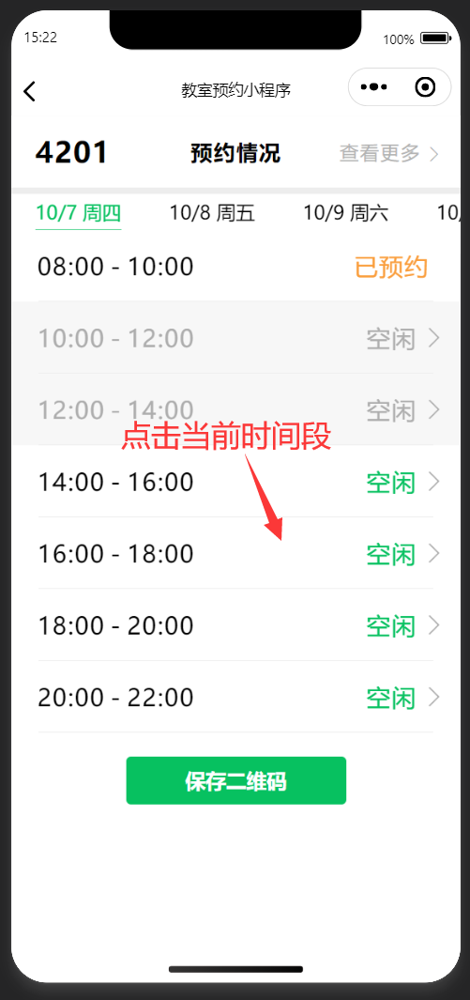 15:22 100%
教室预约小程序
4201 预约情况 查看更多
10/7 周四 10/8 周五 10/9 周六 10/
08:00 - 10:00 已预约
10:00 - 12:00 空闲
12:00 - 14:00 空闲
点击当前时间段
14:00 - 16:00 空闲
16:00 - 18:00 空闲
18:00 - 20:00 空闲
20:00 - 22:00 空闲
保存二维码